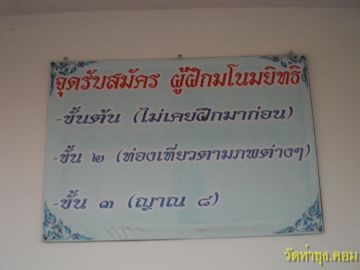 จุดรับสมัคร ผู้ฝึกมโนมยิทธิ
-ขั้นต้น (ไม่เคยฝึกมาก่อน)
-ขั้น ๒ (ท่องเที่ยวตามภพต่างๆ)
-ขั้น ๓ (ญาณ ๘)
วัดท่าซุง.คอม